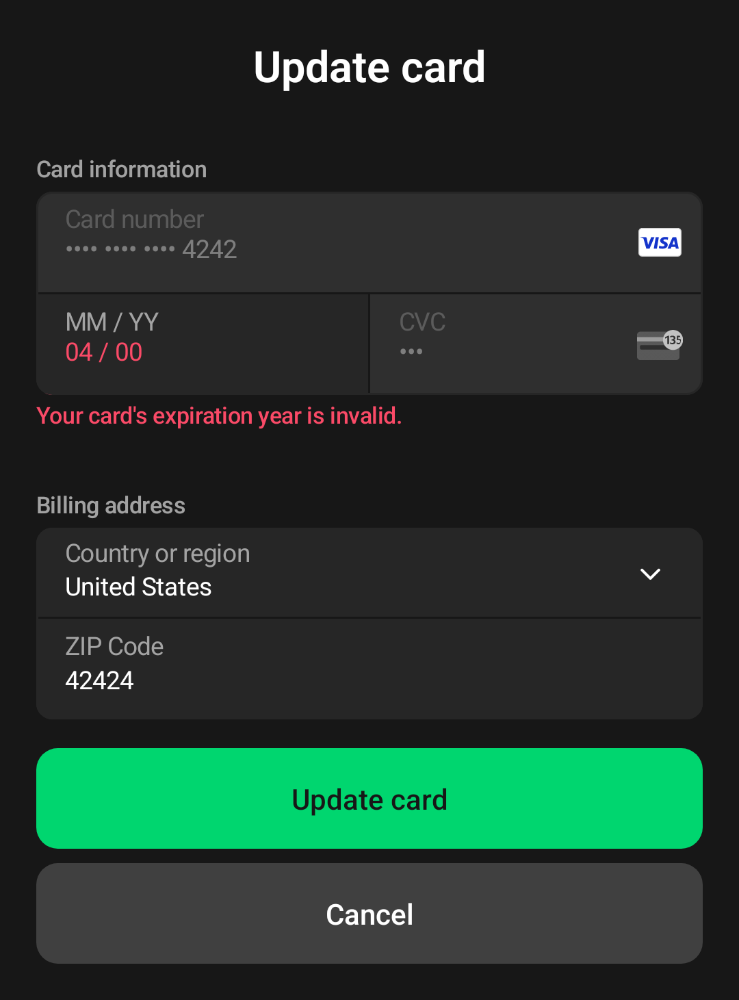 Update card
Card information
Card number
•••• •••• •••• 4242
VISA
MM / YY
04 / 00
CVC
•••
135
Your card's expiration year is invalid.
Billing address
Country or region
United States
ZIP Code
42424
Update card
Cancel